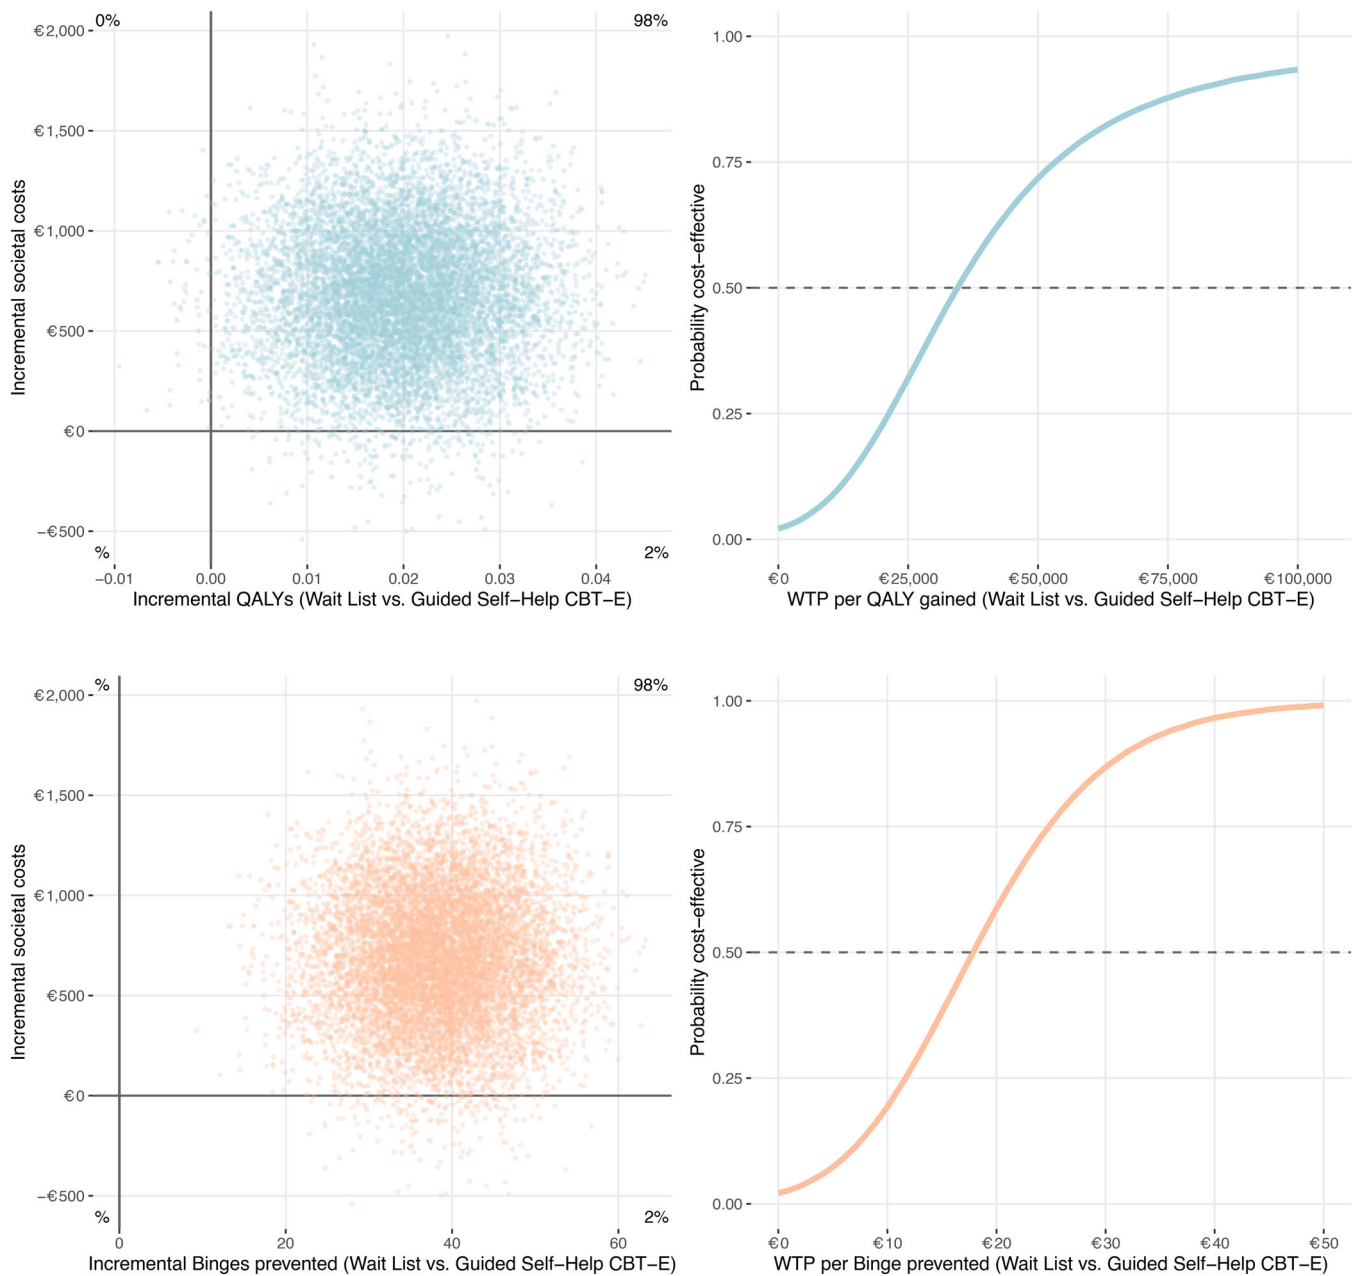 0%
98%
€2,000
€1,500
€1,000
€500
€0
−€500
%
2%
−0.01 0.00 0.01 0.02 0.03 0.04
Incremental QALYs (Wait List vs. Guided Self−Help CBT−E)
Incremental societal costs
1.00
0.75
0.50
0.25
0.00
€0 €25,000 €50,000 €75,000 €100,000
WTP per QALY gained (Wait List vs. Guided Self−Help CBT−E)
Probability cost−effective
%
98%
€2,000
€1,500
€1,000
€500
€0
−€500
%
2%
0 20 40 60
Incremental Binges prevented (Wait List vs. Guided Self−Help CBT−E)
Incremental societal costs
1.00
0.75
0.50
0.25
0.00
€0 €10 €20 €30 €40 €50
WTP per Binge prevented (Wait List vs. Guided Self−Help CBT−E)
Probability cost−effective